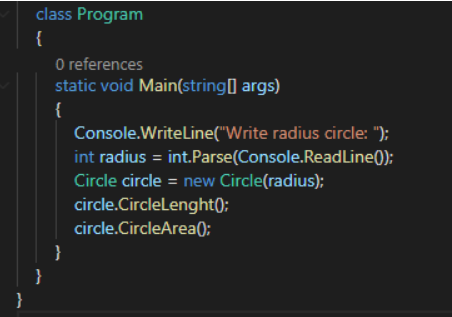 class Program
{
0 references
static void Main(string[] args)
{
Console.WriteLine("Write radius circle: ");
int radius = int.Parse(Console.ReadLine());
Circle circle = new Circle(radius);
circle.CircleLenght();
circle.CircleArea();
}
}
}